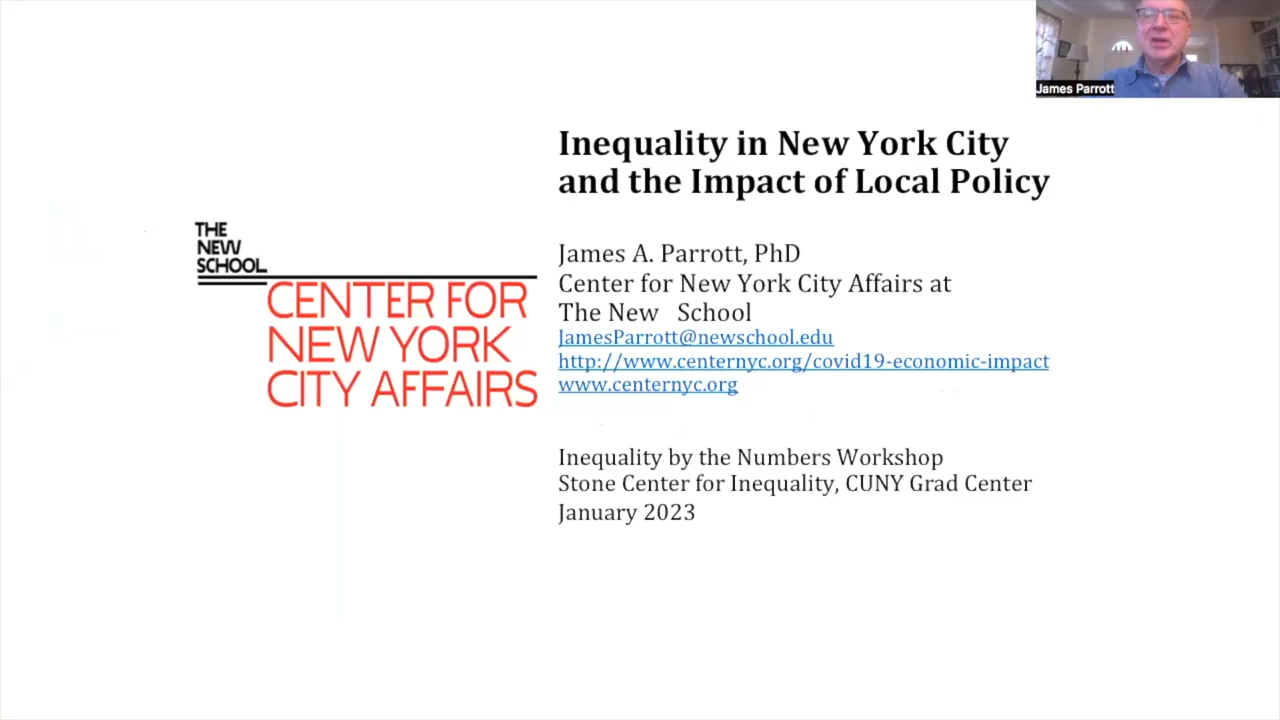 James Parrott
Inequality in New York City
and the Impact of Local Policy
THE
NEW
SCHOOL
CENTER FOR
NEW YORK
CITY AFFAIRS
James A. Parrott, PhD
Center for New York City Affairs at
The New School
JamesParrott@newschool.edu
http://www.centernyc.org/covid19-economic-impact
www.centernyc.org
Inequality by the Numbers Workshop
Stone Center for Inequality, CUNY Grad Center
January 2023